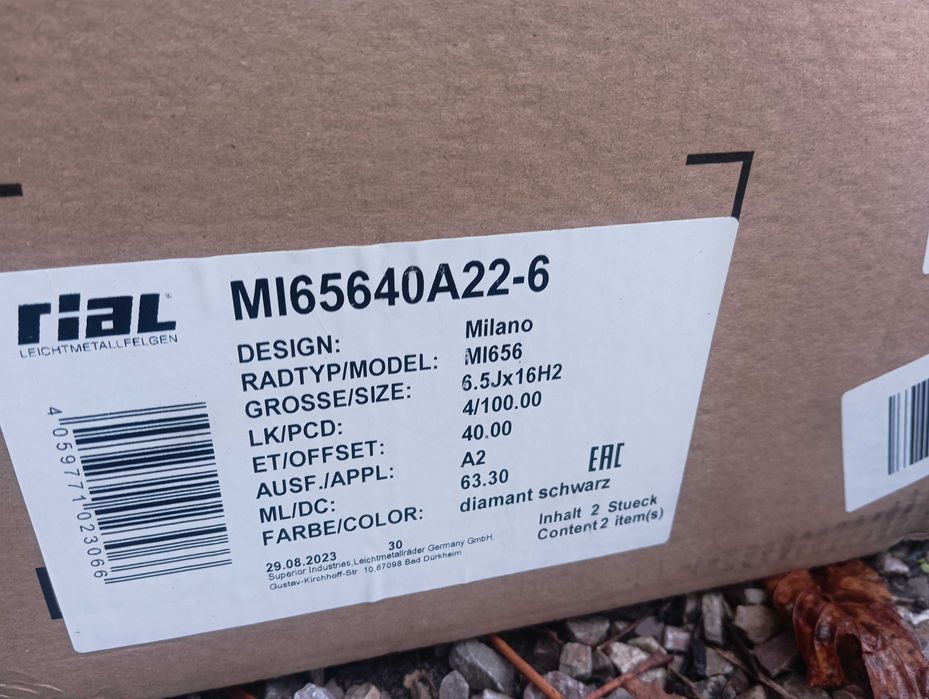 rial
LEICHTMETALLFELGEN
MI65640A22-6
DESIGN: Milano
RADTYP/MODEL: MI656
GROSSE/SIZE: 6.5Jx16H2
LK/PCD: 4/100.00
ET/OFFSET: 40.00
AUSF./APPL: A2
ML/DC: 63.30
FARBE/COLOR: diamant schwarz
EAC
Inhalt 2 Stueck
Content 2 item(s)
29.08.2023 30
Superior Industries Leichtmetallräder Germany GmbH
Gustav-Kirchhoff-Str. 10,67098 Bad Dürkheim
4059771023066